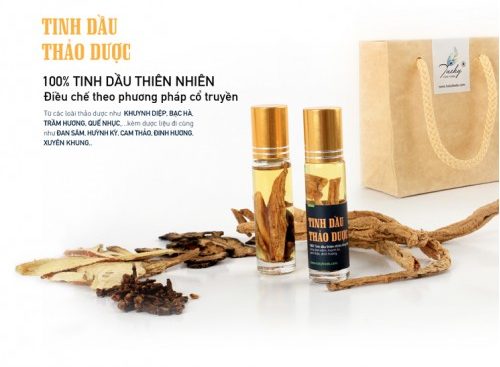 TINH DẦU
THẢO DƯỢC
100% TINH DẦU THIÊN NHIÊN
Điều chế theo phương pháp cổ truyền
Từ các loài thảo dược như KHUYNH DIỆP, BẠC HÀ,
TRẦM HƯƠNG, QUẾ NHỤC,...kèm dược liệu đi cùng
như ĐAN SÂM, HUỲNH KỲ, CAM THẢO, ĐINH HƯƠNG.
XUYÊN KHUNG..
TINH DẦU
THẢO DƯỢC